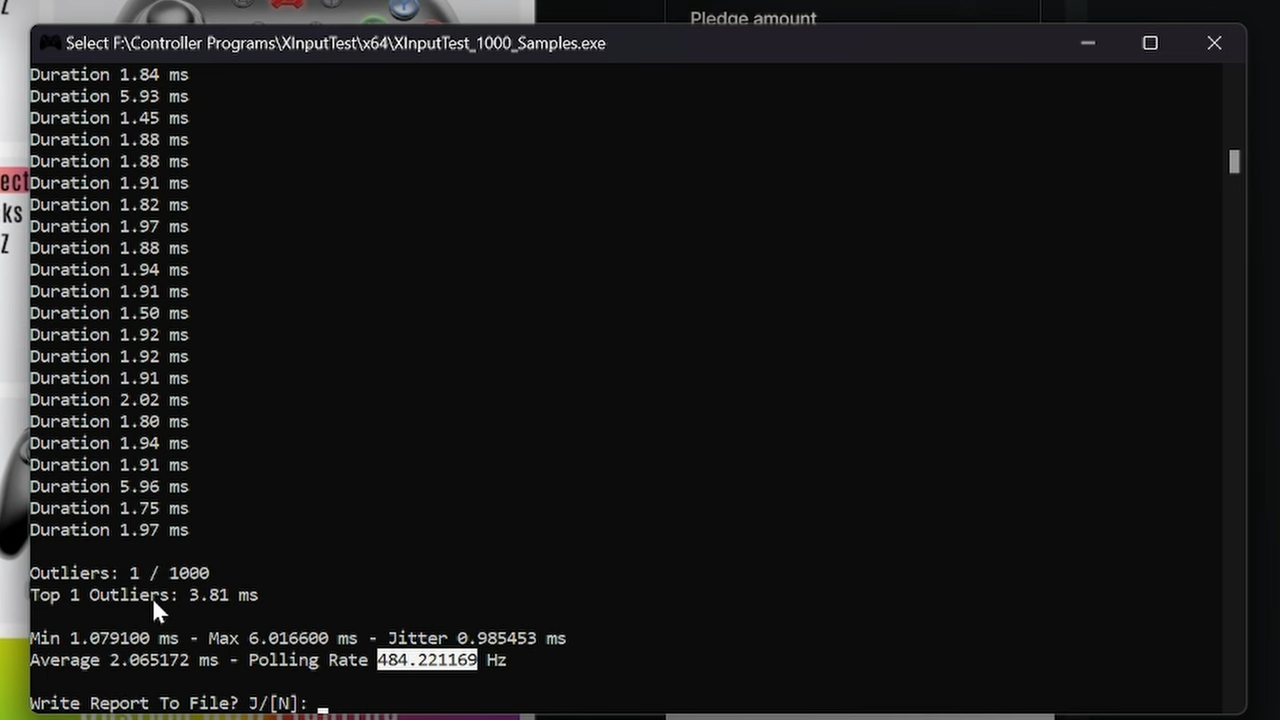 Pledge amount
Select F:\Controller Programs\XInputTest\x64\XInputTest_1000_Samples.exe
Duration 1.84 ms
Duration 5.93 ms
Duration 1.45 ms
Duration 1.88 ms
Duration 1.88 ms
Duration 1.91 ms
Duration 1.82 ms
Duration 1.97 ms
Duration 1.88 ms
Duration 1.94 ms
Duration 1.91 ms
Duration 1.50 ms
Duration 1.92 ms
Duration 1.92 ms
Duration 1.91 ms
Duration 2.02 ms
Duration 1.80 ms
Duration 1.94 ms
Duration 1.91 ms
Duration 5.96 ms
Duration 1.75 ms
Duration 1.97 ms
Outliers: 1 / 1000
Top 1 Outliers: 3.81 ms
Min 1.079100 ms - Max 6.016600 ms - Jitter 0.985453 ms
Average 2.065172 ms - Polling Rate 484.221169 Hz
Write Report To File? J/[N]:
ect
ks
Z